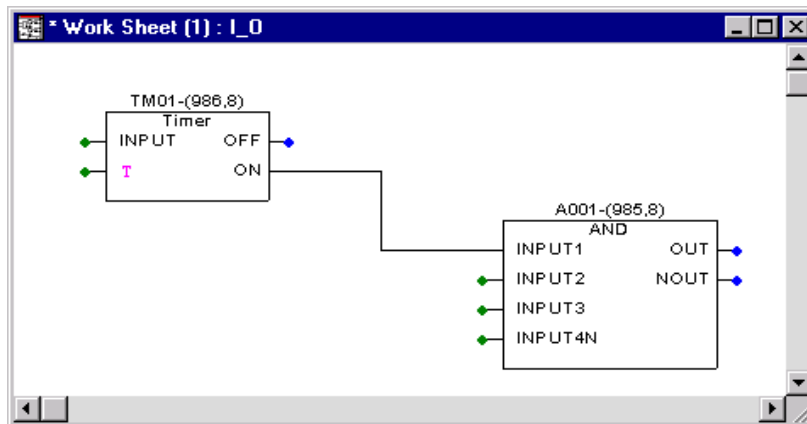 * Work Sheet (1) : I_O
TM01-(986,8)
Timer
INPUT OFF
T ON
A001-(985,8)
AND
INPUT1 OUT
INPUT2 NOUT
INPUT3
INPUT4N